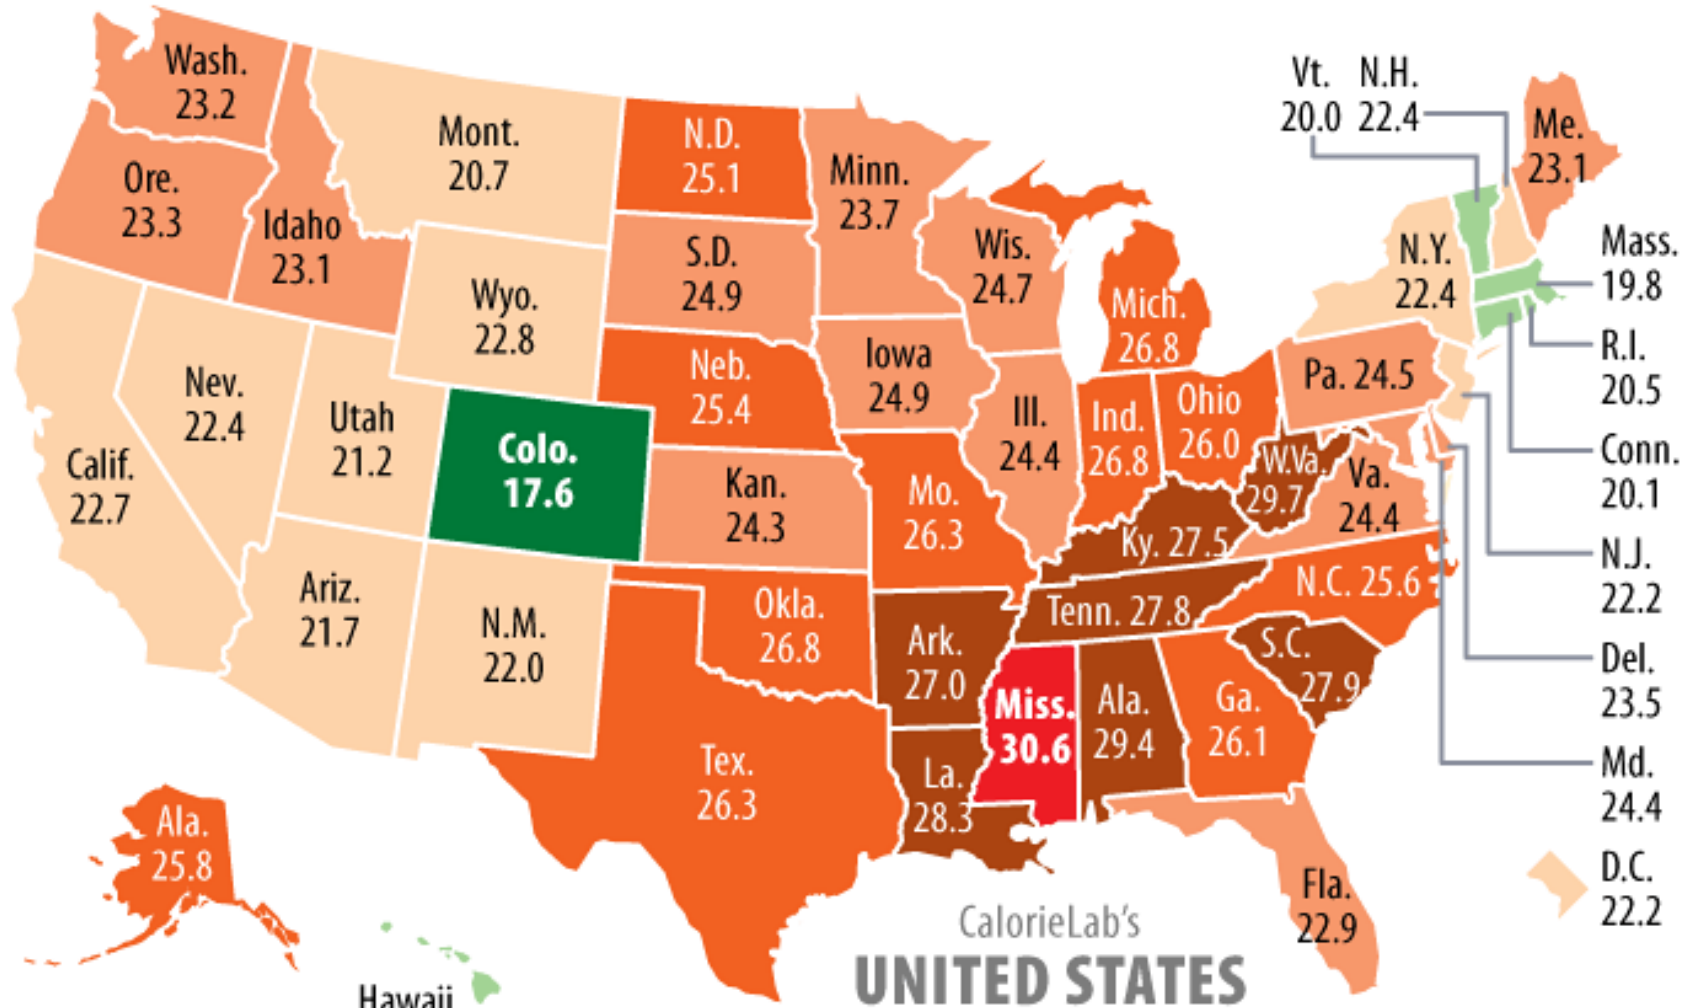 Wash.
23.2
Ore.
23.3
Idaho
23.1
Mont.
20.7
Wyo.
22.8
Calif.
22.7
Nev.
22.4
Utah
21.2
Colo.
17.6
Ariz.
21.7
N.M.
22.0
N.D.
25.1
S.D.
24.9
Neb.
25.4
Kan.
24.3
Okla.
26.8
Tex.
26.3
Minn.
23.7
Iowa
24.9
Mo.
26.3
Ark.
27.0
La.
28.3
Wis.
24.7
Ill.
24.4
Mich.
26.8
Ind.
26.8
Ohio
26.0
Ky. 27.5
Tenn. 27.8
Miss.
30.6
Ala.
29.4
Ga.
26.1
Fla.
22.9
S.C.
27.9
N.C. 25.6
Va.
24.4
W.Va.
29.7
Pa. 24.5
N.Y.
22.4
Vt.
20.0
N.H.
22.4
Me.
23.1
Mass.
19.8
R.I.
20.5
Conn.
20.1
N.J.
22.2
Del.
23.5
Md.
24.4
D.C.
22.2
Ala.
25.8
Hawaii
CalorieLab's
UNITED STATES